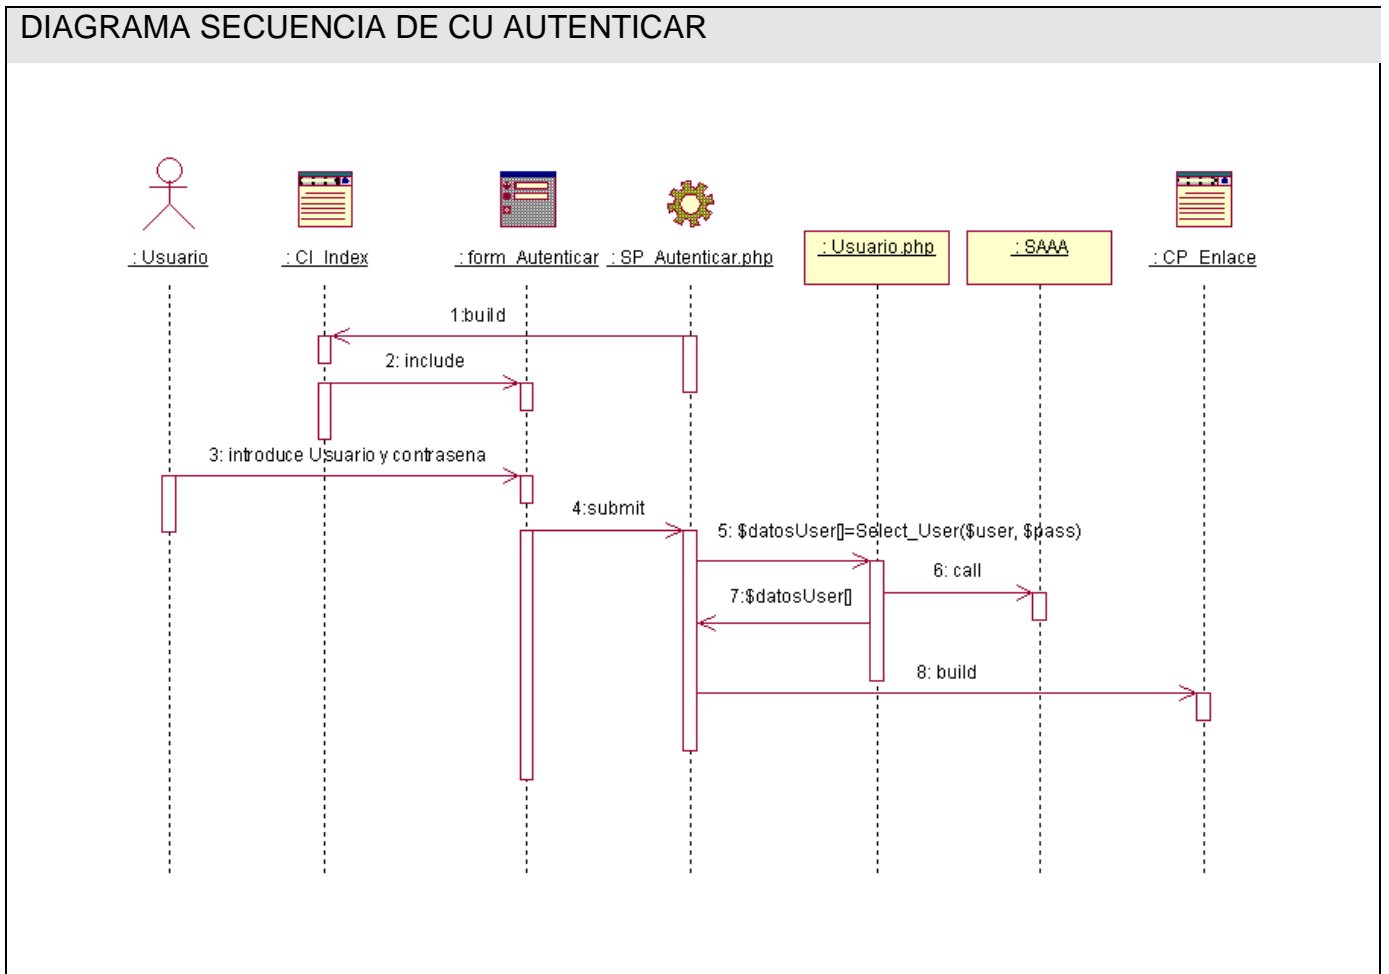 DIAGRAMA SECUENCIA DE CU AUTENTICAR
: Usuario
: CI_Index
: form_Autenticar
: SP_Autenticar.php
: Usuario.php
: SAAA
: CP_Enlace
1:build
2: include
3: introduce Usuario y contrasena
4:submit
5: $datosUser[]=Select_User($user, $pass)
6: call
7:$datosUser[]
8: build